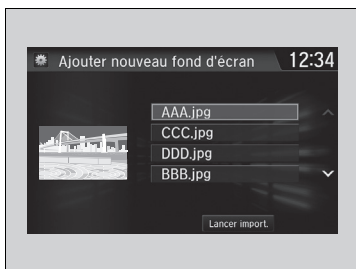 Ajouter nouveau fond d'écran 12:34
AAA.jpg
CCC.jpg
DDD.jpg
BBB.jpg
Lancer import.